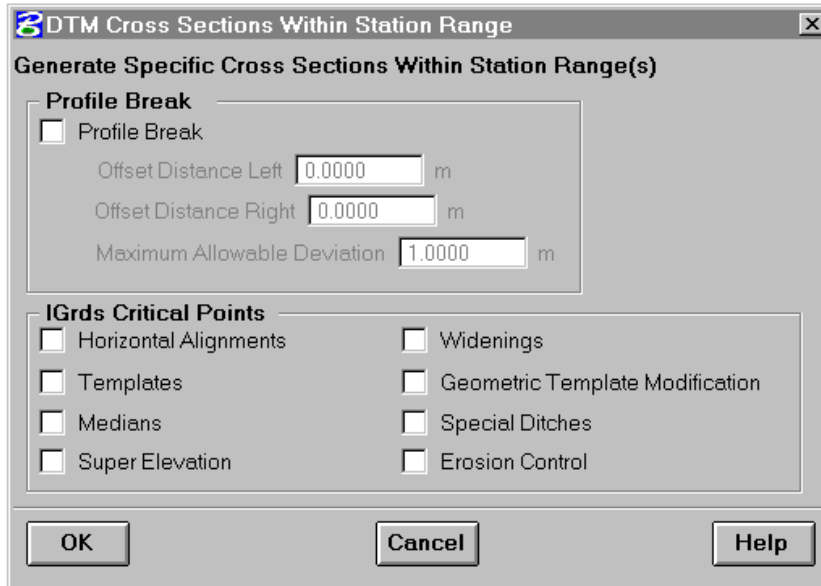 DTM Cross Sections Within Station Range
Generate Specific Cross Sections Within Station Range(s)
Profile Break
Profile Break
Offset Distance Left 0.0000 m
Offset Distance Right 0.0000 m
Maximum Allowable Deviation 1.0000 m
IGrds Critical Points
Horizontal Alignments Widenings
Templates Geometric Template Modification
Medians Special Ditches
Super Elevation Erosion Control
OK Cancel Help